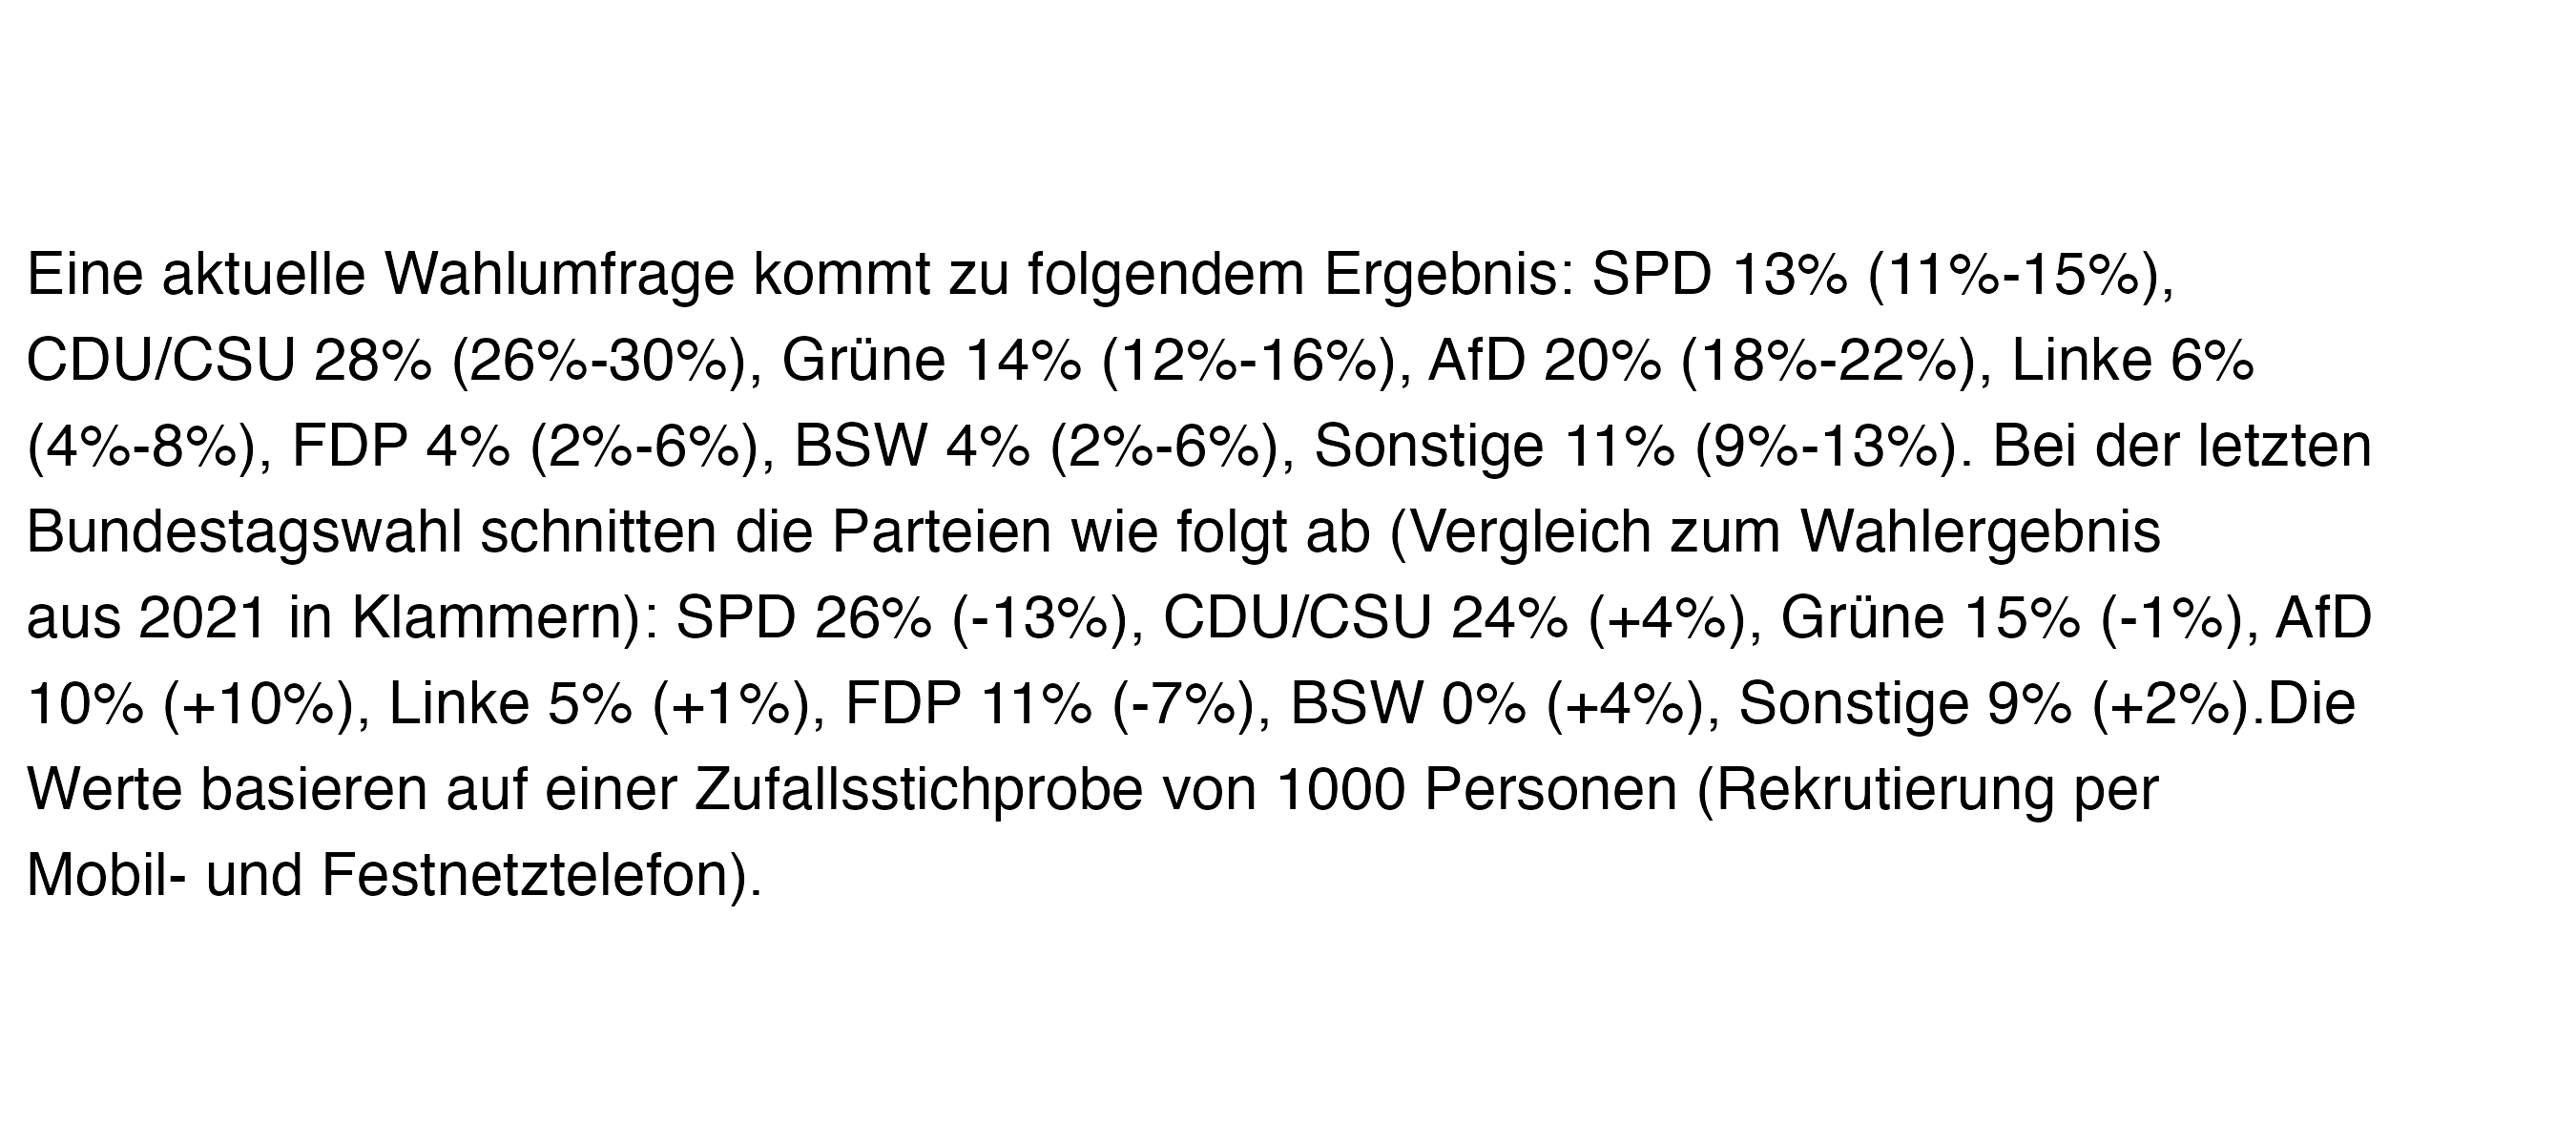 Eine aktuelle Wahlumfrage kommt zu folgendem Ergebnis: SPD 13% (11%-15%),
CDU/CSU 28% (26%-30%), Grüne 14% (12%-16%), AfD 20% (18%-22%), Linke 6%
(4%-8%), FDP 4% (2%-6%), BSW 4% (2%-6%), Sonstige 11% (9%-13%). Bei der letzten
Bundestagswahl schnitten die Parteien wie folgt ab (Vergleich zum Wahlergebnis
aus 2021 in Klammern): SPD 26% (-13%), CDU/CSU 24% (+4%), Grüne 15% (-1%), AfD
10% (+10%), Linke 5% (+1%), FDP 11% (-7%), BSW 0% (+4%), Sonstige 9% (+2%).Die
Werte basieren auf einer Zufallsstichprobe von 1000 Personen (Rekrutierung per
Mobil- und Festnetztelefon).